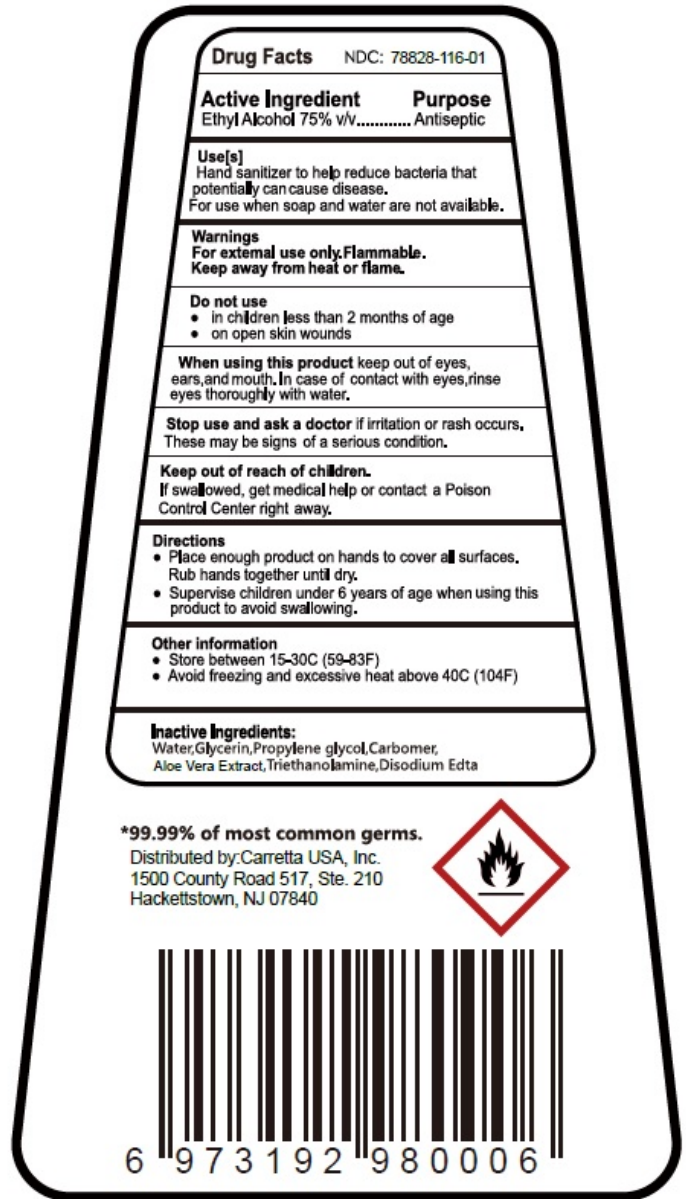 Drug Facts NDC: 78828-116-01
Active Ingredient Purpose
Ethyl Alcohol 75% v/v............ Antiseptic
Use[s]
Hand sanitizer to help reduce bacteria that
potentially can cause disease.
For use when soap and water are not available.
Warnings
For external use only.Flammable.
Keep away from heat or flame.
Do not use
• in children less than 2 months of age
• on open skin wounds
When using this product keep out of eyes,
ears,and mouth. In case of contact with eyes,rinse
eyes thoroughly with water.
Stop use and ask a doctor if irritation or rash occurs.
These may be signs of a serious condition.
Keep out of reach of children.
If swallowed, get medical help or contact a Poison
Control Center right away.
Directions
• Place enough product on hands to cover all surfaces.
Rub hands together until dry.
• Supervise children under 6 years of age when using this
product to avoid swallowing.
Other information
• Store between 15-30C (59-83F)
• Avoid freezing and excessive heat above 40C (104F)
Inactive Ingredients:
Water,Glycerin,Propylene glycol,Carbomer,
Aloe Vera Extract,Triethanolamine,Disodium Edta
*99.99% of most common germs.
Distributed by:Carretta USA, Inc.
1500 County Road 517, Ste. 210
Hackettstown, NJ 07840
6 973192 980006